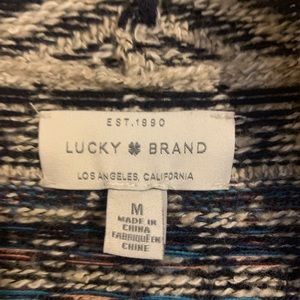 EST.1990
LUCKY BRAND
LOS ANGELES, CALIFORNIA
M
MADE IN
CHINA
FABRIQUÉ EN
CHINE